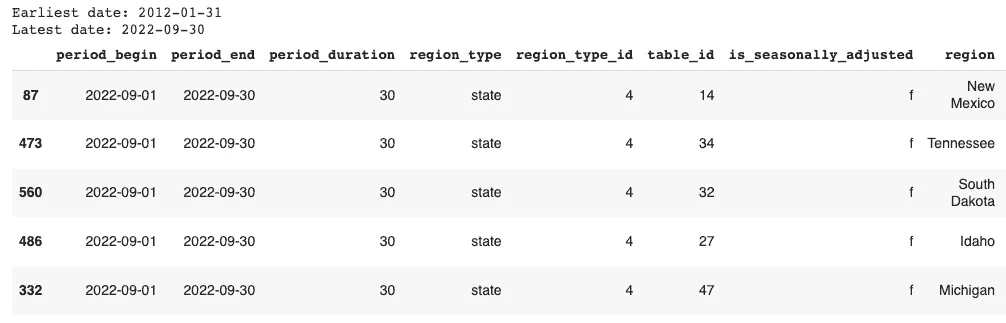 Earliest date: 2012-01-31
Latest date: 2022-09-30
period_begin period_end period_duration region_type region_type_id table_id is_seasonally_adjusted region
87 2022-09-01 2022-09-30 30 state 4 14 f New Mexico
473 2022-09-01 2022-09-30 30 state 4 34 f Tennessee
560 2022-09-01 2022-09-30 30 state 4 32 f South Dakota
486 2022-09-01 2022-09-30 30 state 4 27 f Idaho
332 2022-09-01 2022-09-30 30 state 4 47 f Michigan